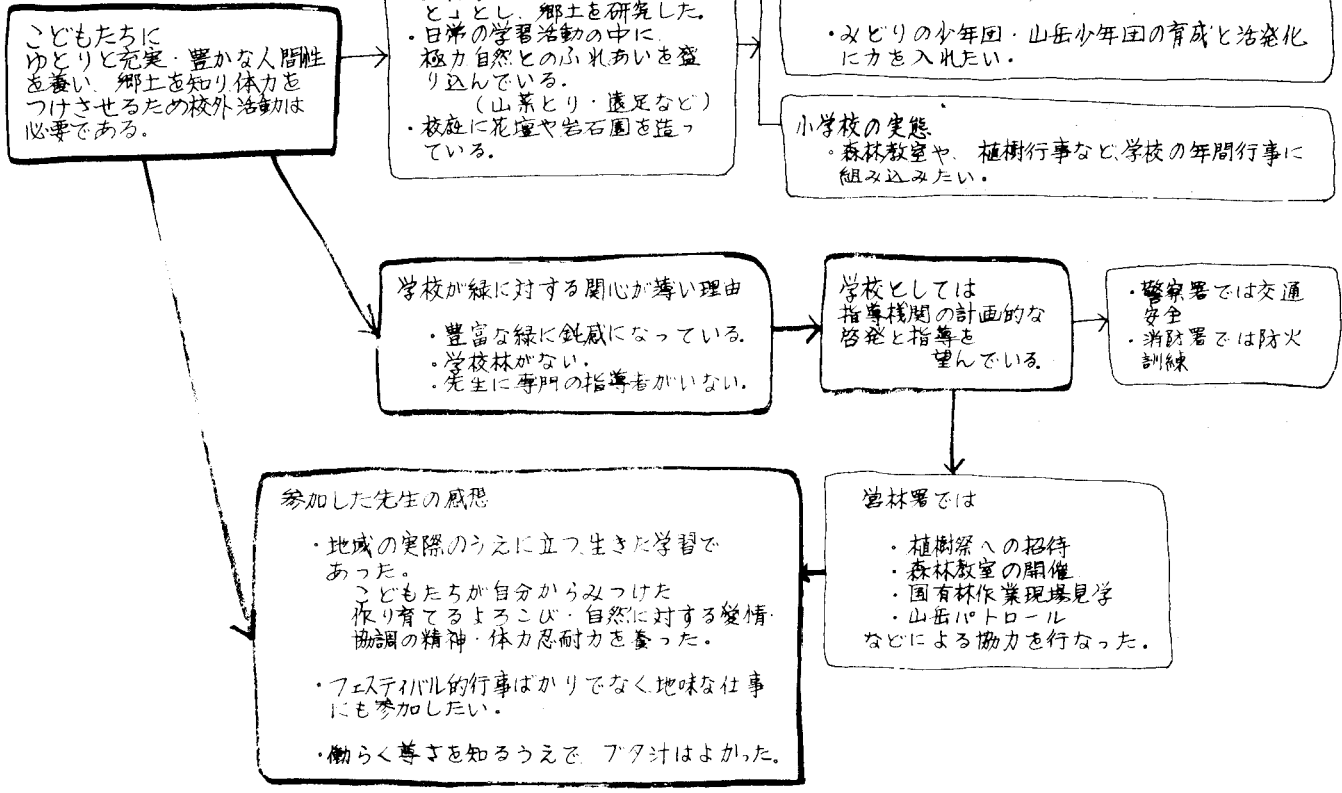 こどもたちに
ゆとりと充実・豊かな人間性
を養い、郷土を知り体力を
つけさせるため校外活動は
必要である。
と」とし、郷土を研究した。
・日常の学習活動の中に、
極力自然とのふれあいを盛
り込んでいる。
(山菜とり・遠足など)
・校庭に花壇や岩石園を造っ
ている。
・みどりの少年団・山岳少年団の育成と活発化
に力を入れたい。
小学校の実態
・森林教室や、植樹行事など、学校の年間行事に
組み込みたい。
学校が緑に対する関心が薄い理由
・豊富な緑に鈍感になっている。
・学校林がない。
・先生に専門の指導者がいない。
学校としては
指導機関の計画的な
啓発と指導を
望んでいる。
・警察署では交通
安全
・消防署では防火
訓練
営林署では
・植樹祭への招待
・森林教室の開催
・国有林作業現場見学
・山岳パトロール
などによる協力を行なった。
参加した先生の感想
・地域の実際のうえに立つ、生きた学習で
あった。
こどもたちが自分からみつけた
作り育てるよろこび・自然に対する愛情・
協調の精神・体力忍耐力を養った。
・フェスティバル的行事ばかりでなく、地味な仕事
にも参加したい。
・働らく尊さを知るうえで、ブタ汁はよかった。